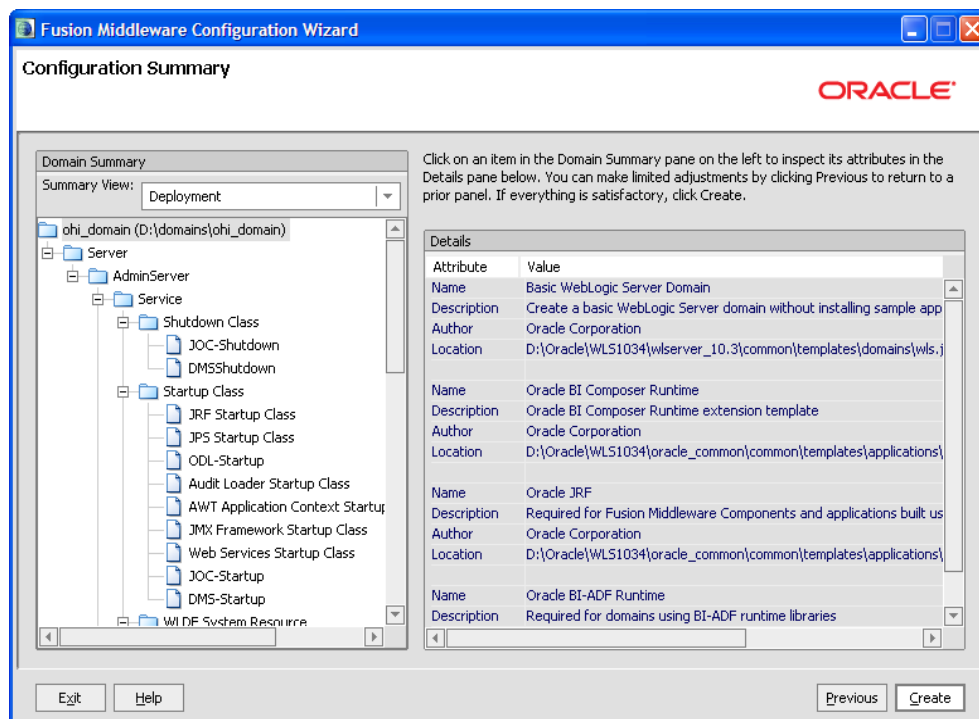 Fusion Middleware Configuration Wizard
Configuration Summary
ORACLE
Domain Summary
Summary View:
Deployment
ohi_domain (D:\domains\ohi_domain)
Server
AdminServer
Service
Shutdown Class
JOC-Shutdown
DMSShutdown
Startup Class
JRF Startup Class
JPS Startup Class
ODL-Startup
Audit Loader Startup Class
AWT Application Context Startup
JMX Framework Startup Class
Web Services Startup Class
JOC-Startup
DMS-Startup
WLDF System Resource
Click on an item in the Domain Summary pane on the left to inspect its attributes in the
Details pane below. You can make limited adjustments by clicking Previous to return to a
prior panel. If everything is satisfactory, click Create.
Details
Attribute Value
Name Basic WebLogic Server Domain
Description Create a basic WebLogic Server domain without installing sample app
Author Oracle Corporation
Location D:\Oracle\WLS1034\wlserver_10.3\common\templates\domains\wls.j
Name Oracle BI Composer Runtime
Description Oracle BI Composer Runtime extension template
Author Oracle Corporation
Location D:\Oracle\WLS1034\oracle_common\common\templates\applications\
Name Oracle JRF
Description Required for Fusion Middleware Components and applications built us
Author Oracle Corporation
Location D:\Oracle\WLS1034\oracle_common\common\templates\applications\
Name Oracle BI-ADF Runtime
Description Required for domains using BI-ADF runtime libraries
Exit Help Previous Create